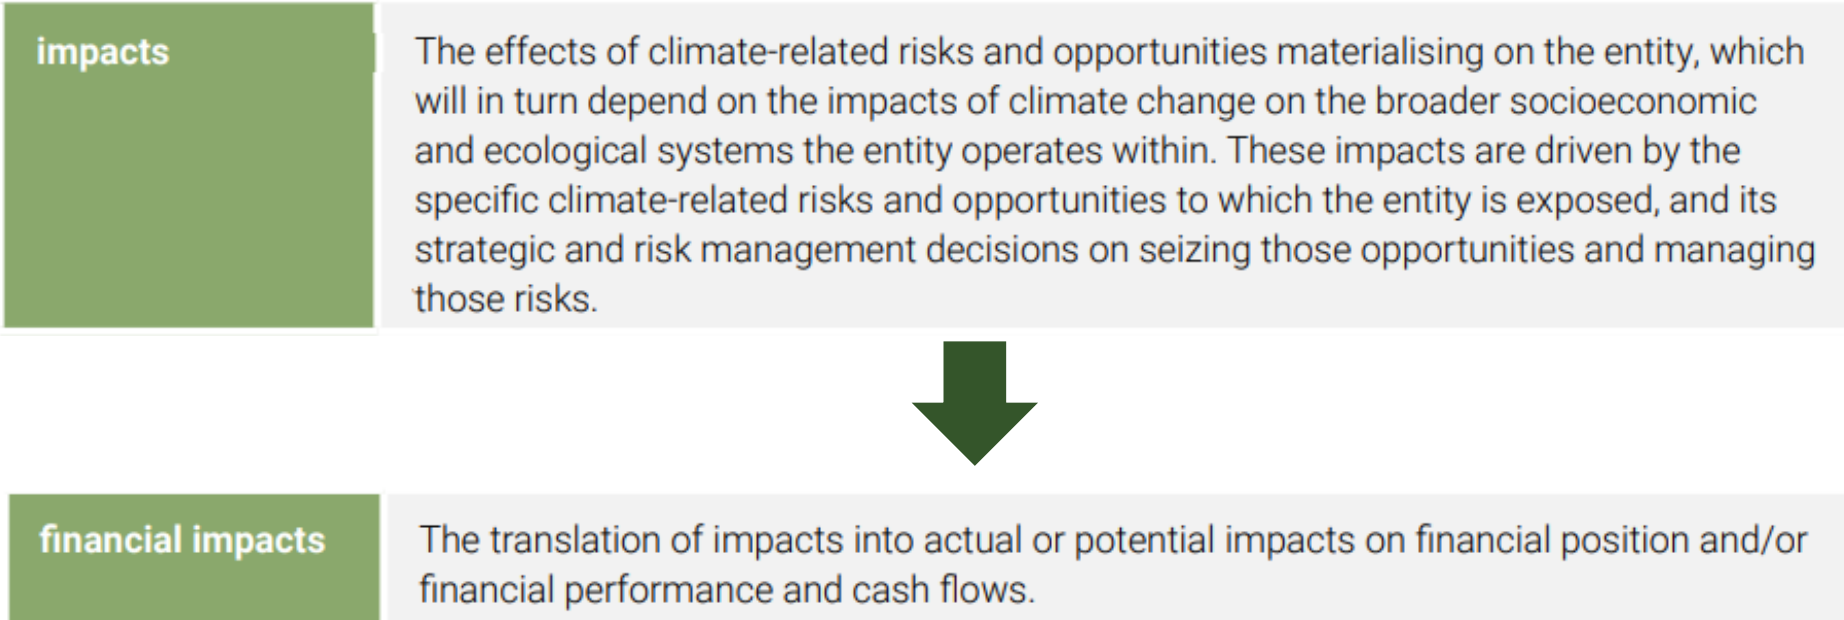 impacts
The effects of climate-related risks and opportunities materialising on the entity, which
will in turn depend on the impacts of climate change on the broader socioeconomic
and ecological systems the entity operates within. These impacts are driven by the
specific climate-related risks and opportunities to which the entity is exposed, and its
strategic and risk management decisions on seizing those opportunities and managing
those risks.
financial impacts
The translation of impacts into actual or potential impacts on financial position and/or
financial performance and cash flows.